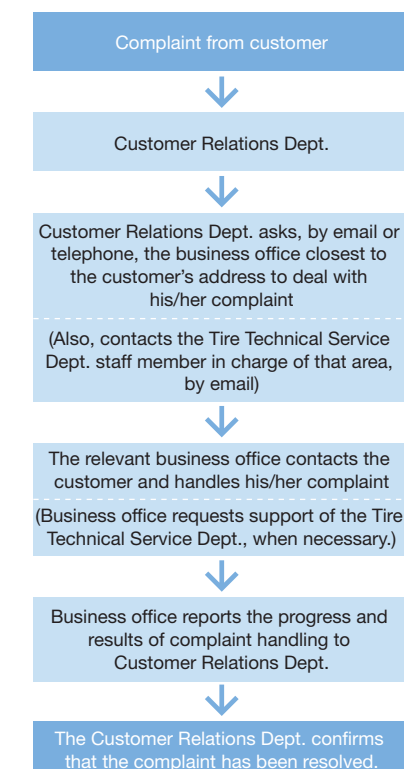 Complaint from customer
Customer Relations Dept.
Customer Relations Dept. asks, by email or
telephone, the business office closest to
the customer’s address to deal with
his/her complaint
(Also, contacts the Tire Technical Service
Dept. staff member in charge of that area,
by email)
The relevant business office contacts the
customer and handles his/her complaint
(Business office requests support of the Tire
Technical Service Dept., when necessary.)
Business office reports the progress and
results of complaint handling to
Customer Relations Dept.
The Customer Relations Dept. confirms
that the complaint has been resolved.